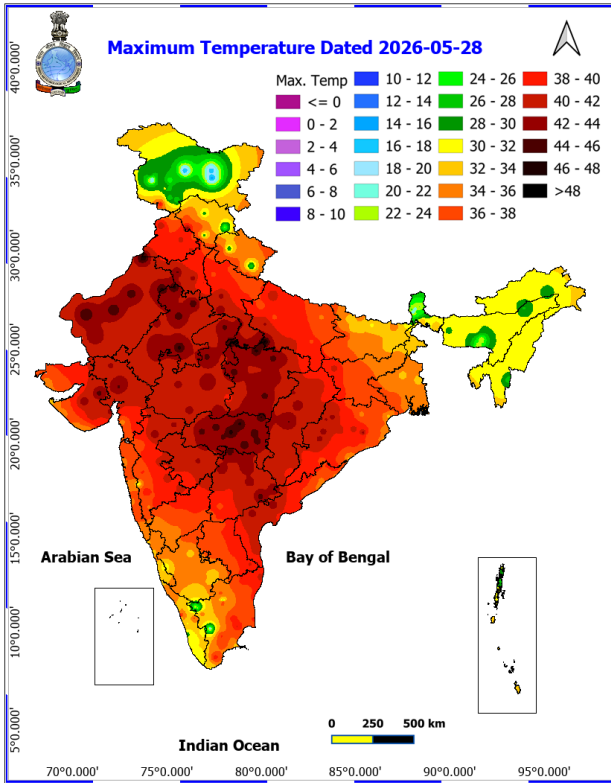 Maximum Temperature Dated 2026-05-28
Max. Temp
<= 0
0 - 2
2 - 4
4 - 6
6 - 8
8 - 10
10 - 12
12 - 14
14 - 16
16 - 18
18 - 20
20 - 22
22 - 24
24 - 26
26 - 28
28 - 30
30 - 32
32 - 34
34 - 36
36 - 38
38 - 40
40 - 42
42 - 44
44 - 46
46 - 48
>48
40°0.000'
35°0.000'
30°0.000'
25°0.000'
20°0.000'
15°0.000'
10°0.000'
5°0.000'
Arabian Sea
Bay of Bengal
Indian Ocean
0 250 500 km
70°0.000' 75°0.000' 80°0.000' 85°0.000' 90°0.000' 95°0.000'